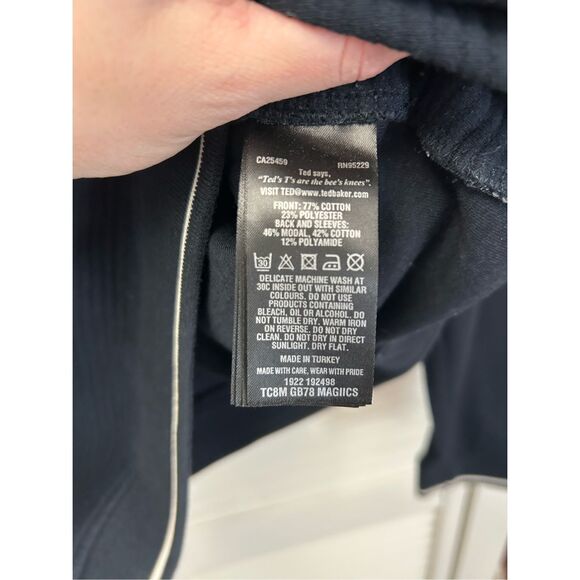 CA25459 RN95229
Ted says,
"Ted's T's are the bee's knees".
VISIT TED@www.tedbaker.com
FRONT: 77% COTTON
23% POLYESTER
BACK AND SLEEVES:
46% MODAL, 42% COTTON
12% POLYAMIDE
30
DELICATE MACHINE WASH AT
30C INSIDE OUT WITH SIMILAR
COLOURS. DO NOT USE
PRODUCTS CONTAINING
BLEACH, OIL OR ALCOHOL. DO
NOT TUMBLE DRY. WARM IRON
ON REVERSE. DO NOT DRY
CLEAN. DO NOT DRY IN DIRECT
SUNLIGHT. DRY FLAT.
MADE IN TURKEY
MADE WITH CARE, WEAR WITH PRIDE
1922 192498
TC8M GB78 MAGIICS